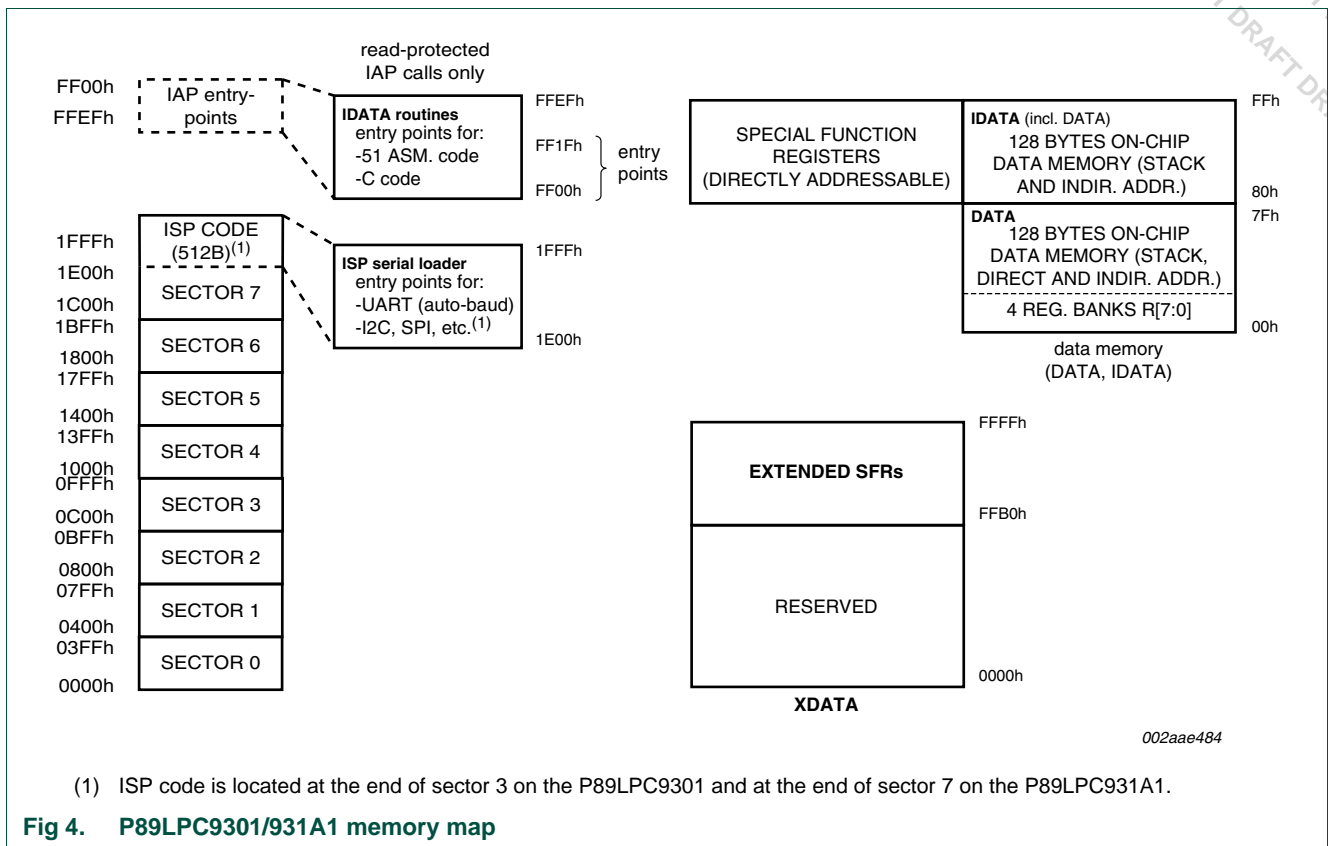 DRAFT
read-protected
IAP calls only
FF00h
FFEFh
IAP entry-
points
IDATA routines
entry points for:
-51 ASM. code
-C code
FFEFh
FF1Fh
FF00h
entry
points
1FFFh
1E00h
1C00h
1BFFh
1800h
17FFh
1400h
13FFh
1000h
0FFFh
0C00h
0BFFh
0800h
07FFh
0400h
03FFh
0000h
ISP CODE
(512B)(1)
SECTOR 7
SECTOR 6
SECTOR 5
SECTOR 4
SECTOR 3
SECTOR 2
SECTOR 1
SECTOR 0
ISP serial loader
entry points for:
-UART (auto-baud)
-I2C, SPI, etc.(1)
1FFFh
1E00h
SPECIAL FUNCTION
REGISTERS
(DIRECTLY ADDRESSABLE)
IDATA (incl. DATA)
128 BYTES ON-CHIP
DATA MEMORY (STACK
AND INDIR. ADDR.)
DATA
128 BYTES ON-CHIP
DATA MEMORY (STACK,
DIRECT AND INDIR. ADDR.)
4 REG. BANKS R[7:0]
FFh
80h
7Fh
00h
data memory
(DATA, IDATA)
EXTENDED SFRs
RESERVED
FFFFh
FFB0h
0000h
XDATA
002aae484
(1) ISP code is located at the end of sector 3 on the P89LPC9301 and at the end of sector 7 on the P89LPC931A1.
Fig 4. P89LPC9301/931A1 memory map